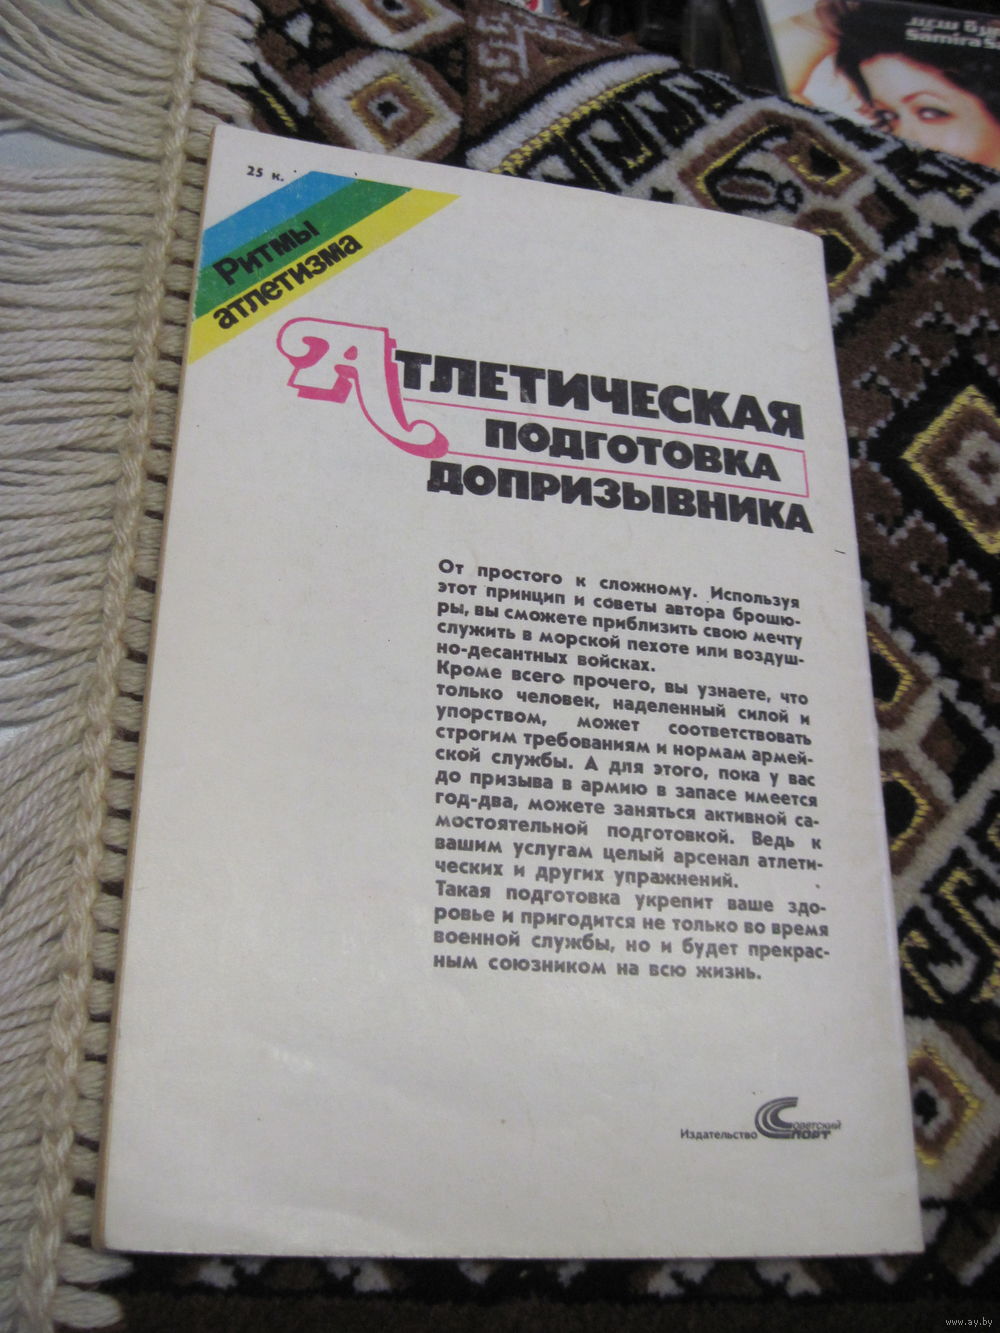 سميرة سعيد
Samira S
25 к.
Ритмы
атлетизма
АТЛЕТИЧЕСКАЯ
ПОДГОТОВКА
ДОПРИЗЫВНИКА
От простого к сложному. Используя
этот принцип и советы автора брошю-
ры, вы сможете приблизить свою мечту
служить в морской пехоте или воздуш-
но-десантных войсках.
Кроме всего прочего, вы узнаете, что
только человек, наделенный силой и
упорством, может соответствовать
строгим требованиям и нормам армей-
ской службы. А для этого, пока у вас
до призыва в армию в запасе имеется
год-два, можете заняться активной са-
мостоятельной подготовкой. Ведь к
вашим услугам целый арсенал атлети-
ческих и других упражнений.
Такая подготовка укрепит ваше здо-
ровье и пригодится не только во время
военной службы, но и будет прекрас-
ным союзником на всю жизнь.
Издательство Советский
Спорт
www.ay.by